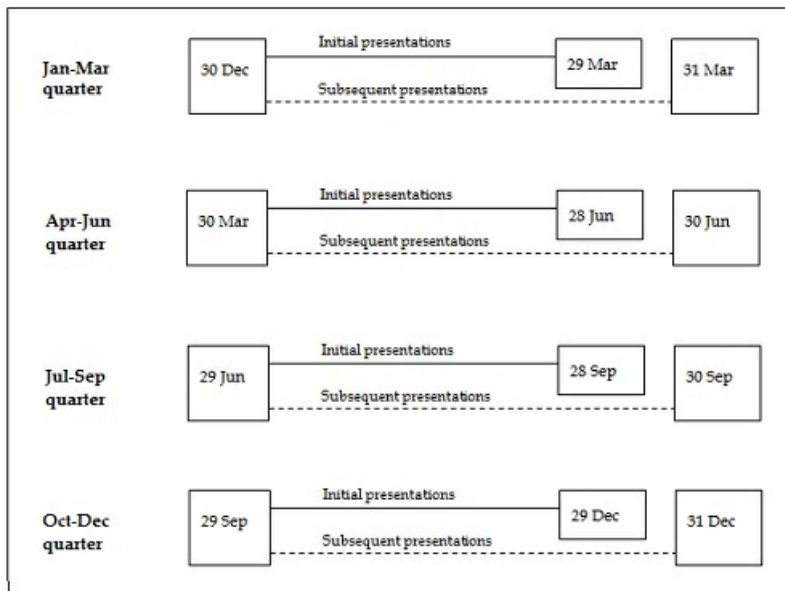 Initial presentations
Jan-Mar
quarter
30 Dec
29 Mar
31 Mar
Subsequent presentations
Initial presentations
Apr-Jun
quarter
30 Mar
28 Jun
30 Jun
Subsequent presentations
Initial presentations
Jul-Sep
quarter
29 Jun
28 Sep
30 Sep
Subsequent presentations
Initial presentations
Oct-Dec
quarter
29 Sep
29 Dec
31 Dec
Subsequent presentations